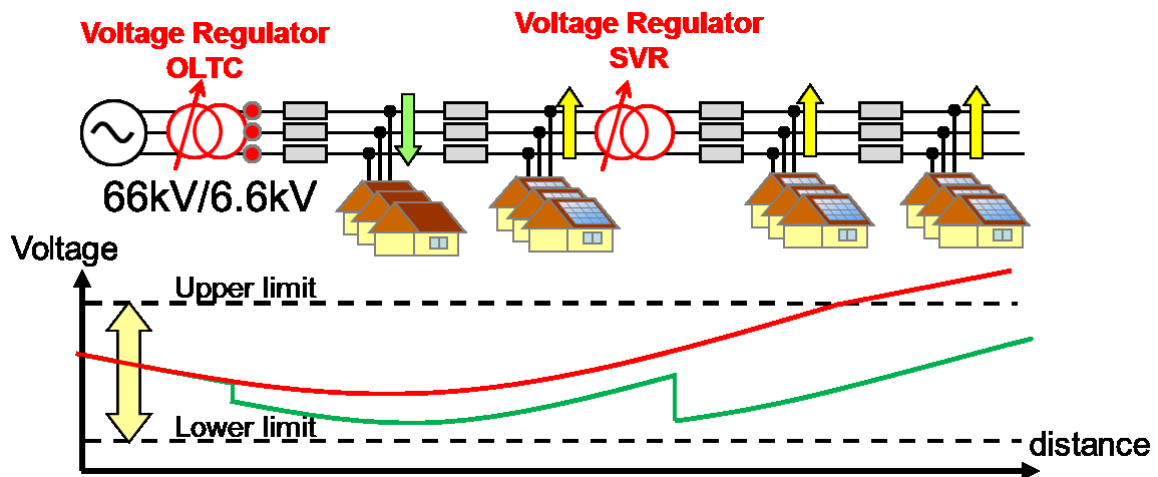 Voltage Regulator
OLTC
Voltage Regulator
SVR
66kV/6.6kV
Voltage
Upper limit
Lower limit
distance